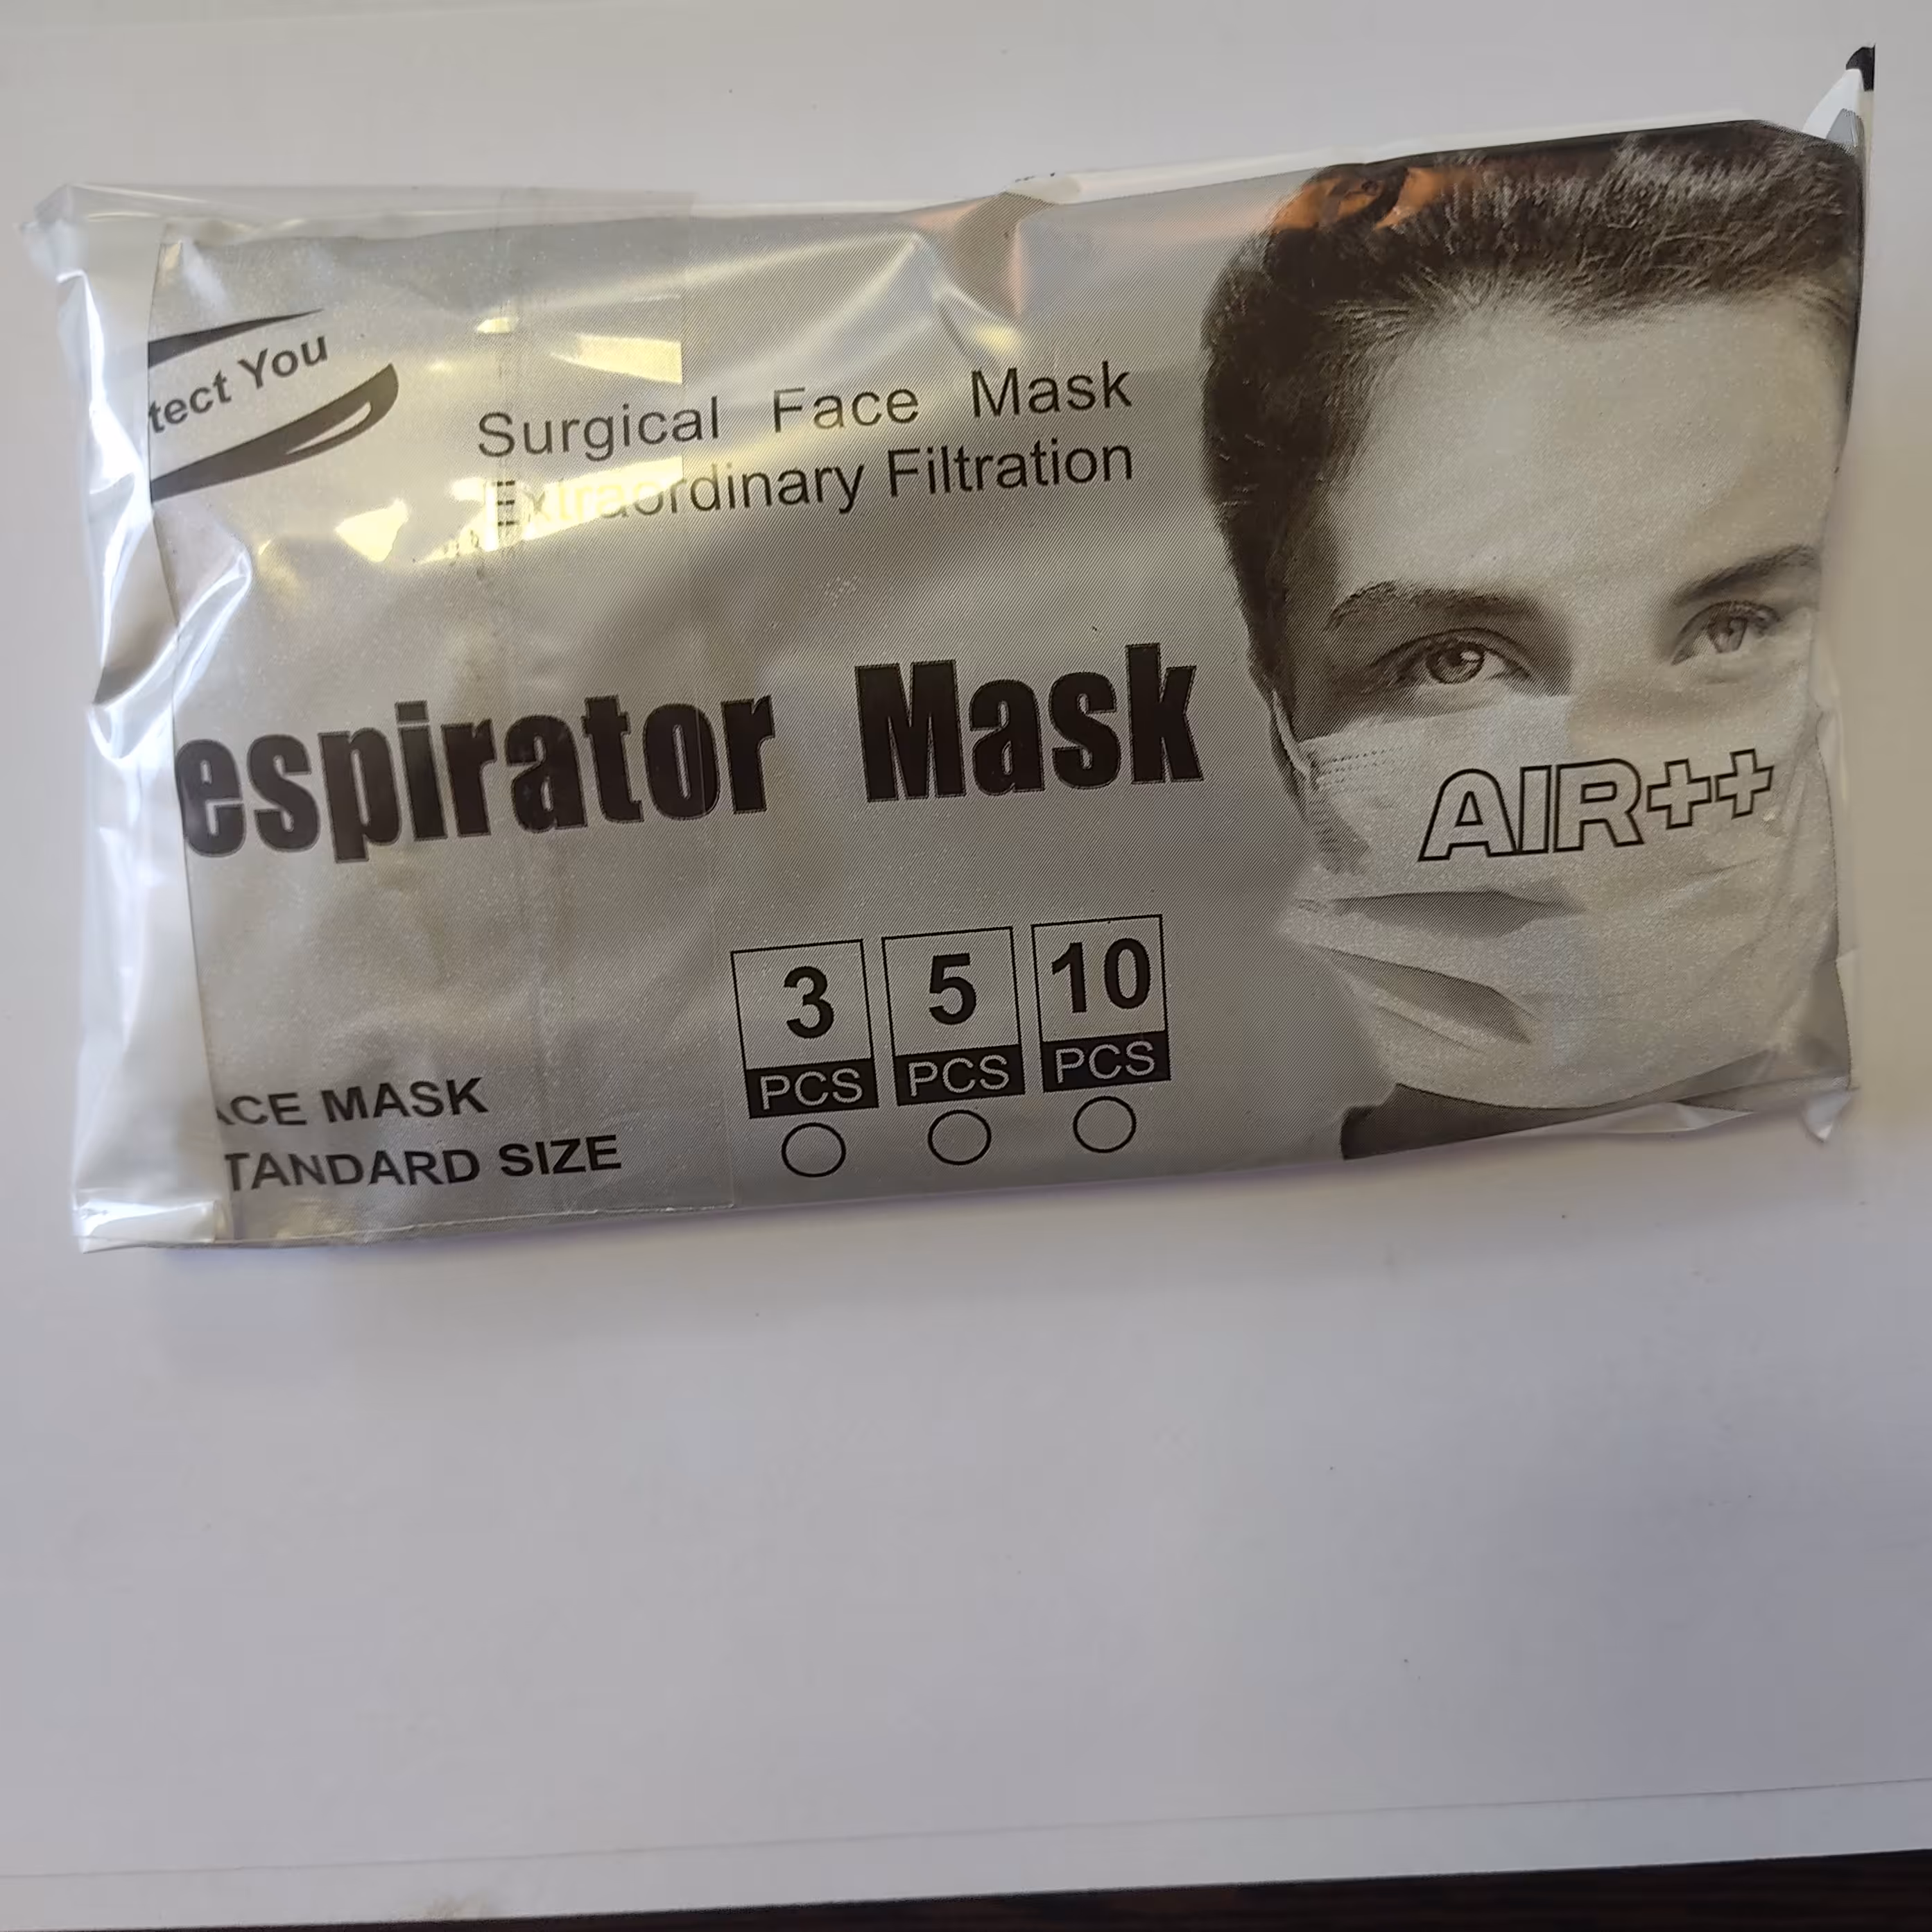 tect You
Surgical Face Mask
Extraordinary Filtration
espirator Mask
AIR++
3 5 10
PCS PCS PCS
ACE MASK
TANDARD SIZE